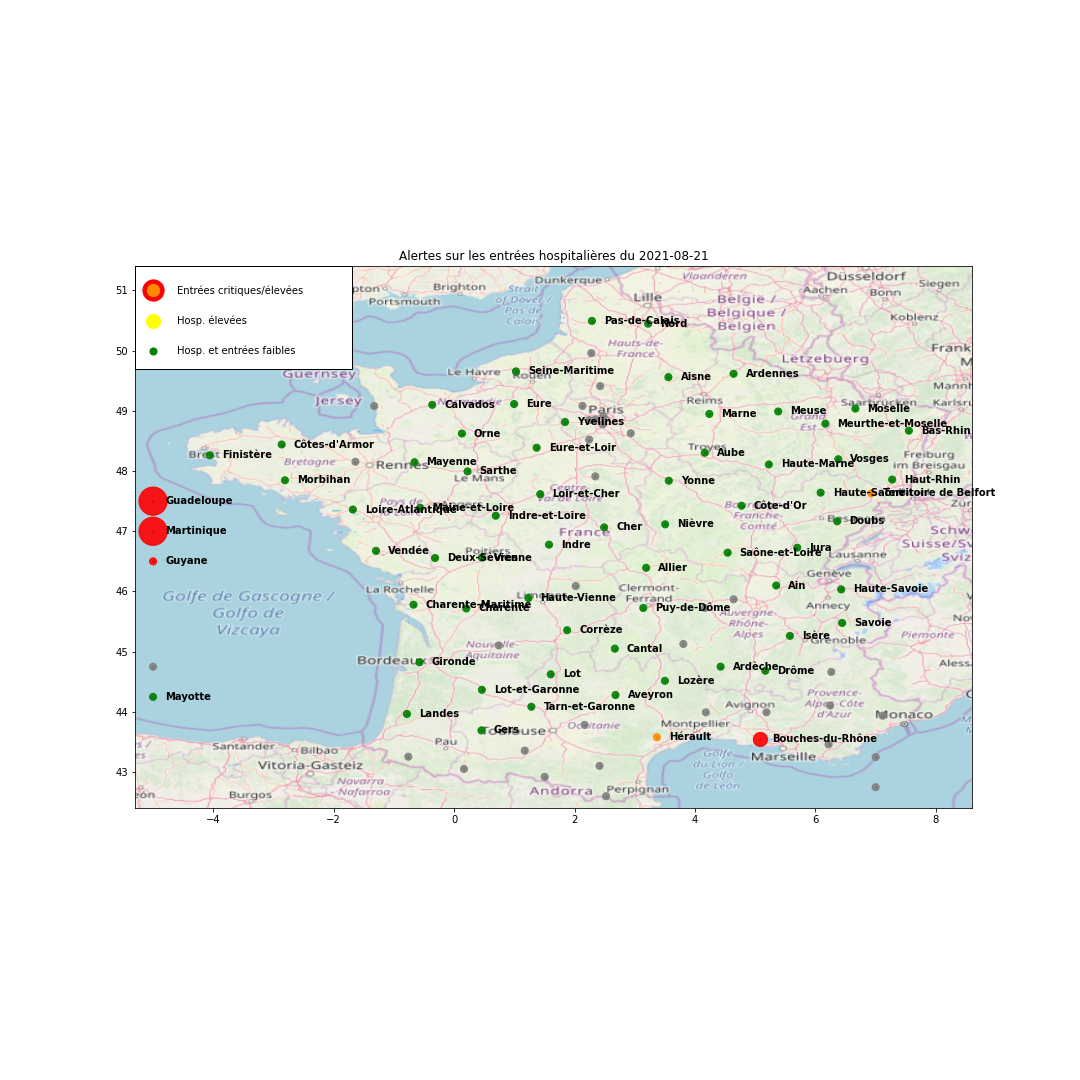 Alertes sur les entrées hospitalières du 2021-08-21
Entrées critiques/élevées
Hosp. élevées
Hosp. et entrées faibles
51
50
49
48
47
46
45
44
43
−4
−2
0
2
4
6
8
Brighton
Portsmouth
Strait
of Dover /
Pas de
Calais
Dunkerque
Lille
Vlaanderen
België /
Belgique /
Belgien
Düsseldorf
Aachen
Bonn
Siegen
Koblenz
Pas-de-Calais
Nord
Hauts-de-
France
Lëtzebuerg
Guernsey
Jersey
Le Havre
Rouen
Seine-Maritime
Aisne
Ardennes
Calvados
Eure
Paris
Reims
Saarbrücken
Yvelines
Marne
Meuse
Moselle
Meurthe-et-Moselle
Bas-Rhin
Grand
Est
Orne
Côtes-d'Armor
Brest
Finistère
Bretagne
Rennes
Mayenne
Eure-et-Loir
Troyes
Aube
Vosges
Haute-Marne
Freiburg
im Breisgau
Sarthe
Le Mans
Morbihan
Yonne
Haut-Rhin
Guadeloupe
Pays de
la Loire
Angers
Centre-
Val de Loire
Loir-et-Cher
Haute-Saône
Territoire de Belfort
Loire-Atlantique
Maine-et-Loire
Indre-et-Loire
Côte-d'Or
Bourgogne-
Franche-
Comté
Besançon
Doubs
Martinique
France
Cher
Nièvre
Indre
Jura
Lausanne
Vendée
Poitiers
Deux-Sèvres
Vienne
Saône-et-Loire
Guyane
Allier
Genève
La Rochelle
Clermont-
Ferrand
Ain
Haute-Savoie
Annecy
Golfe de Gascogne /
Golfo de
Vizcaya
Charente-Maritime
Charente
Haute-Vienne
Puy-de-Dôme
Auvergne-
Rhône-
Alpes
Savoie
Corrèze
Isère
Grenoble
Piemonte
Nouvelle-
Aquitaine
Cantal
Bordeaux
Gironde
Lot
Ardèche
Drôme
Lozère
Mayotte
Lot-et-Garonne
Aveyron
Tarn-et-Garonne
Avignon
Provence-
Alpes-Côte
d'Azur
Monaco
Landes
Gers
Toulouse
Occitanie
Montpellier
Hérault
Bouches-du-Rhône
Marseille
Santander
Bilbao
Pau
Vitoria-Gasteiz
Golfe
du Lion /
Golfo
de León
Navarra
- Nafarroa
Burgos
Andorra
Perpignan